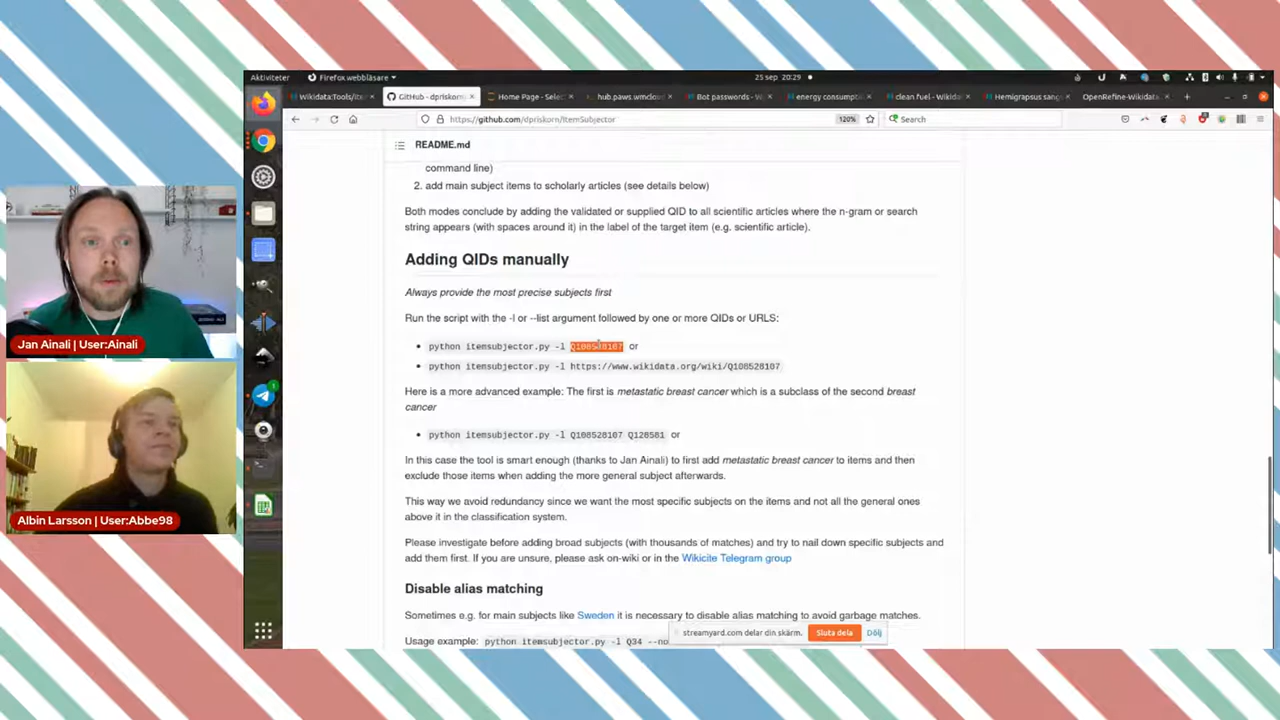 Aktiviteter
Firefox webbläsare
25 sep 20:29
Wikidata:Tools/Ite
GitHub - dpriskorn
Home Page - Selec
hub.paws.wmcloud
Bot passwords - W
energy consumpti
clean fuel - Wikidat
Hemigrapsus sang
OpenRefine-Wikidata
https://github.com/dpriskorn/ItemSubjector
120%
Search
README.md
command line)
2. add main subject items to scholarly articles (see details below)
Both modes conclude by adding the validated or supplied QID to all scientific articles where the n-gram or search
string appears (with spaces around it) in the label of the target item (e.g. scientific article).
Adding QIDs manually
Always provide the most precise subjects first
Run the script with the -l or --list argument followed by one or more QIDs or URLS:
• python itemsubjector.py -l Q108528107 or
• python itemsubjector.py -l https://www.wikidata.org/wiki/Q108528107
Here is a more advanced example: The first is metastatic breast cancer which is a subclass of the second breast
cancer
• python itemsubjector.py -l Q108528107 Q128581 or
In this case the tool is smart enough (thanks to Jan Ainali) to first add metastatic breast cancer to items and then
exclude those items when adding the more general subject afterwards.
This way we avoid redundancy since we want the most specific subjects on the items and not all the general ones
above it in the classification system.
Please investigate before adding broad subjects (with thousands of matches) and try to nail down specific subjects and
add them first. If you are unsure, please ask on-wiki or in the Wikicite Telegram group
Disable alias matching
Sometimes e.g. for main subjects like Sweden it is necessary to disable alias matching to avoid garbage matches.
Usage example: python itemsubjector.py -l Q34 --no
streamyard.com delar din skärm.
Sluta dela
Dölj
Jan Ainali | User:Ainali
Albin Larsson | User:Abbe98